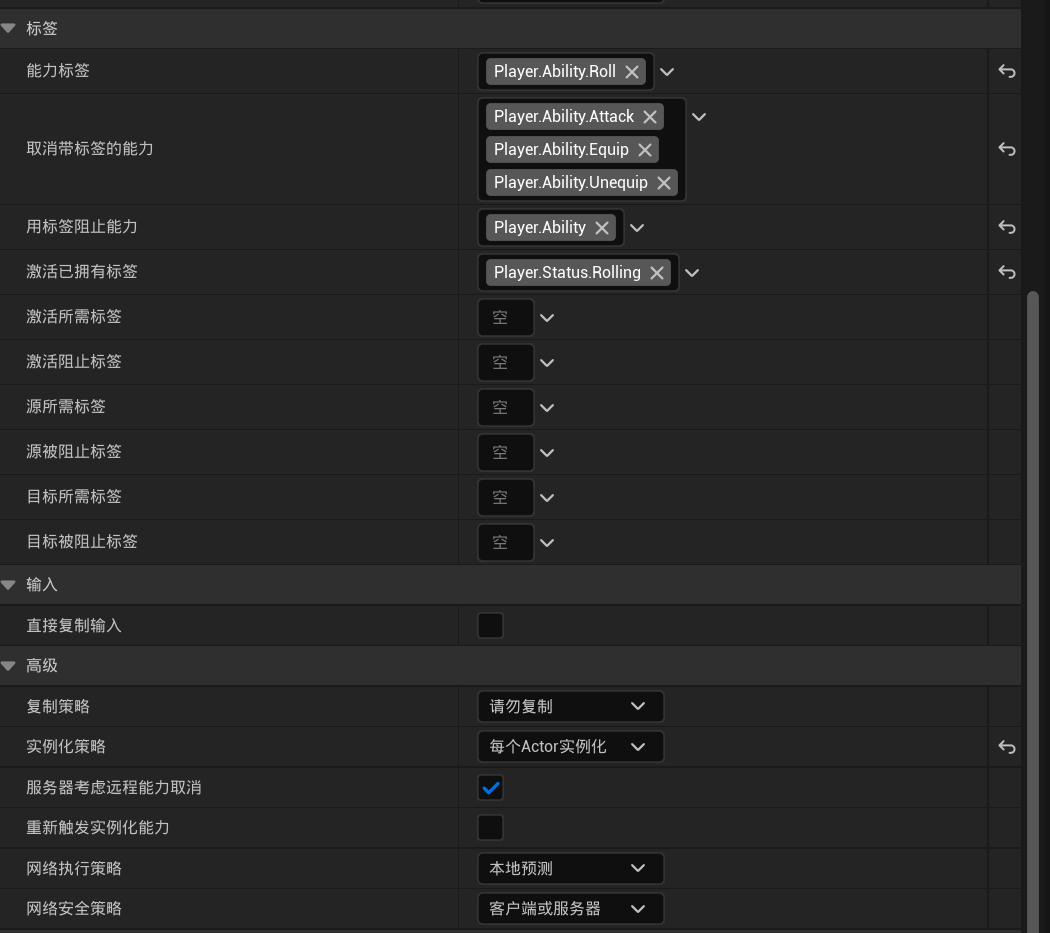 标签
能力标签
Player.Ability.Roll
取消带标签的能力
Player.Ability.Attack
Player.Ability.Equip
Player.Ability.Unequip
用标签阻止能力
Player.Ability
激活已拥有标签
Player.Status.Rolling
激活所需标签
空
激活阻止标签
空
源所需标签
空
源被阻止标签
空
目标所需标签
空
目标被阻止标签
空
输入
直接复制输入
高级
复制策略
请勿复制
实例化策略
每个Actor实例化
服务器考虑远程能力取消
重新触发实例化能力
网络执行策略
本地预测
网络安全策略
客户端或服务器